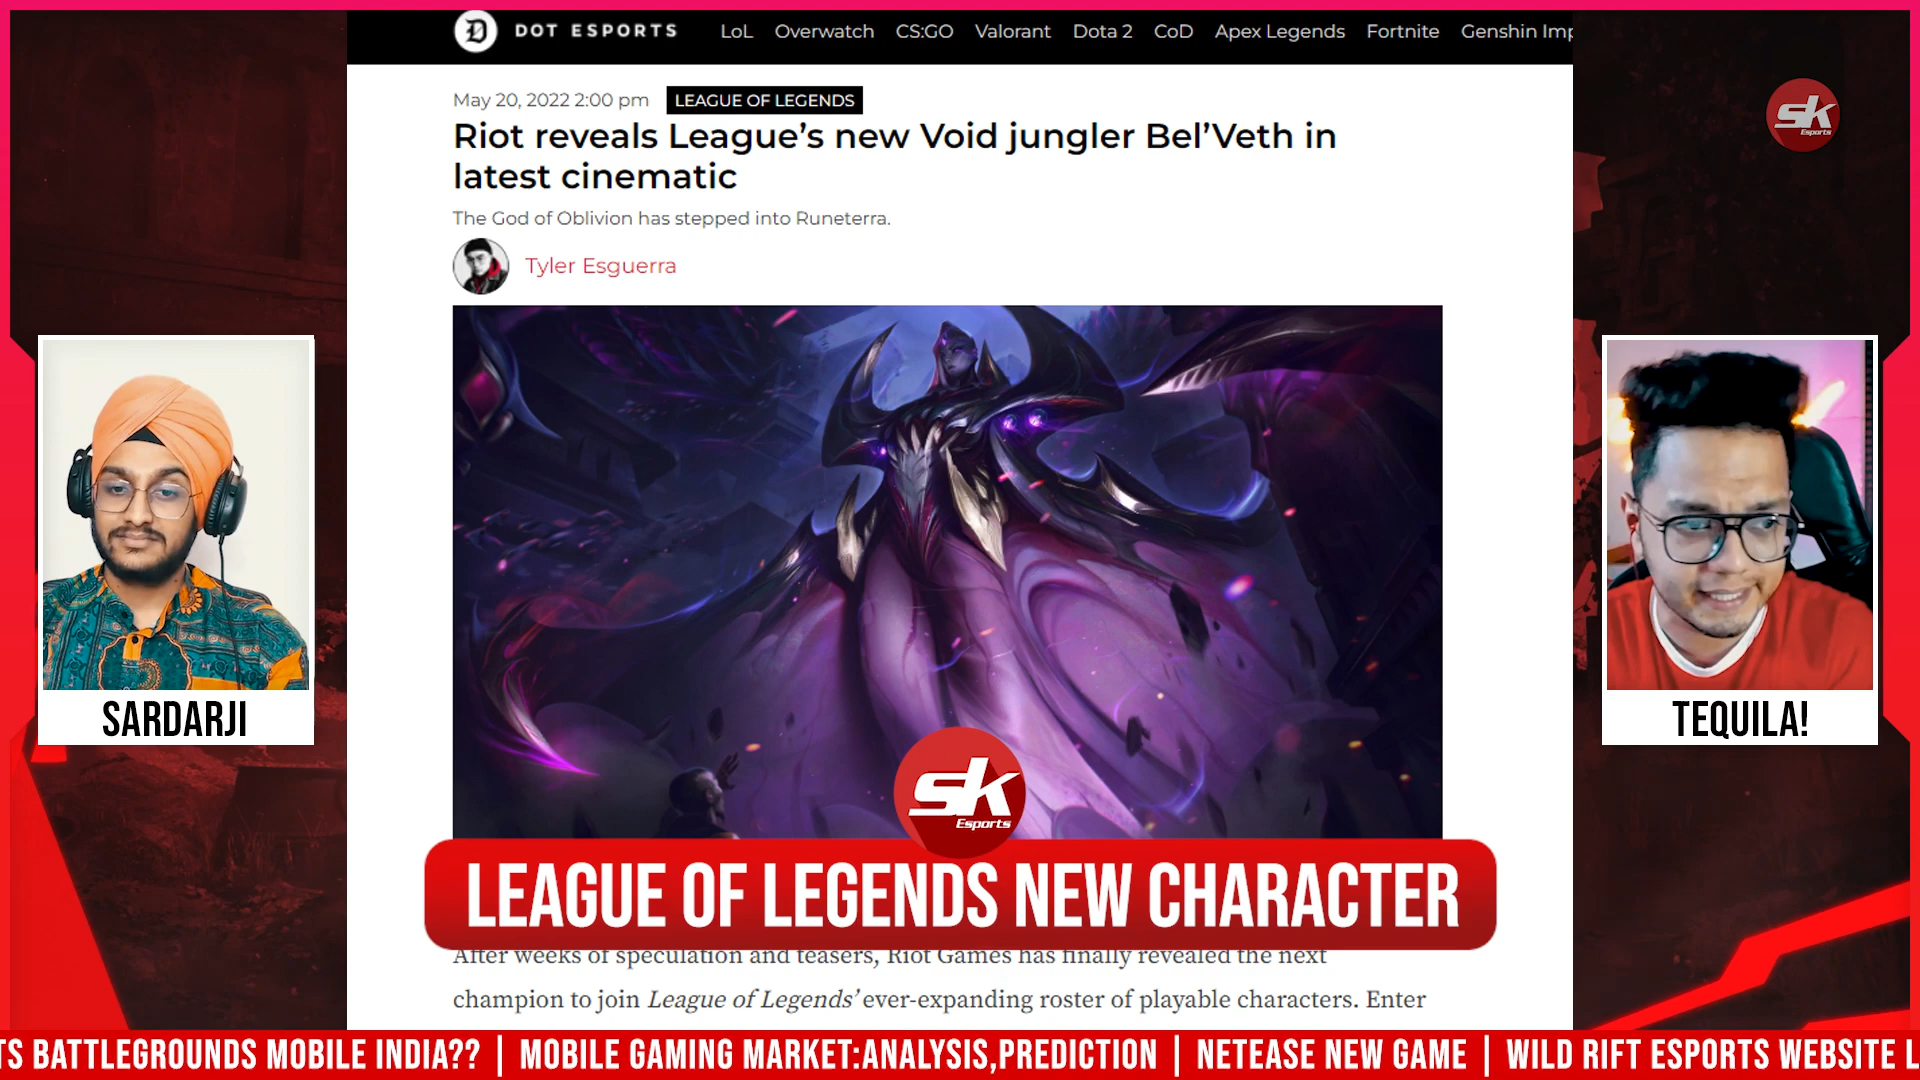 DOT ESPORTS
LoL Overwatch CS:GO Valorant Dota 2 CoD Apex Legends Fortnite Genshin Imp
May 20, 2022 2:00 pm LEAGUE OF LEGENDS
Riot reveals League’s new Void jungler Bel’Veth in
latest cinematic
The God of Oblivion has stepped into Runeterra.
Tyler Esguerra
sk
Esports
SARDARJI
TEQUILA!
sk
Esports
LEAGUE OF LEGENDS NEW CHARACTER
After weeks of speculation and teasers, Riot Games has finally revealed the next
champion to join League of Legends’ ever-expanding roster of playable characters. Enter
TS BATTLEGROUNDS MOBILE INDIA?? | MOBILE GAMING MARKET:ANALYSIS,PREDICTION | NETEASE NEW GAME | WILD RIFT ESPORTS WEBSITE L